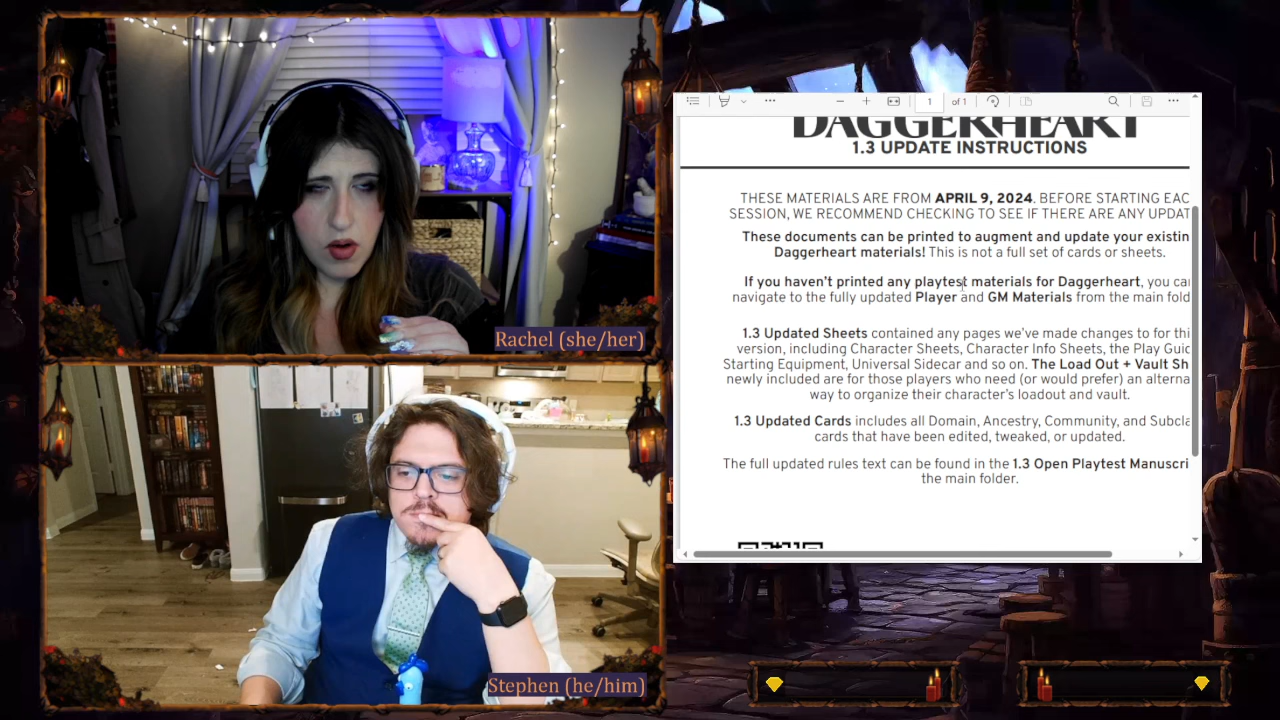 Rachel (she/her)
Stephen (he/him)
1 of 1
DAGGERHEART
1.3 UPDATE INSTRUCTIONS
THESE MATERIALS ARE FROM APRIL 9, 2024. BEFORE STARTING EAC
SESSION, WE RECOMMEND CHECKING TO SEE IF THERE ARE ANY UPDAT
These documents can be printed to augment and update your existin
Daggerheart materials! This is not a full set of cards or sheets.
If you haven't printed any playtest materials for Daggerheart, you ca
navigate to the fully updated Player and GM Materials from the main fold
1.3 Updated Sheets contained any pages we've made changes to for thi
version, including Character Sheets, Character Info Sheets, the Play Guid
Starting Equipment, Universal Sidecar and so on. The Load Out + Vault Sh
newly included are for those players who need (or would prefer) an alterna
way to organize their character's loadout and vault.
1.3 Updated Cards includes all Domain, Ancestry, Community, and Subcla
cards that have been edited, tweaked, or updated.
The full updated rules text can be found in the 1.3 Open Playtest Manuscri
the main folder.